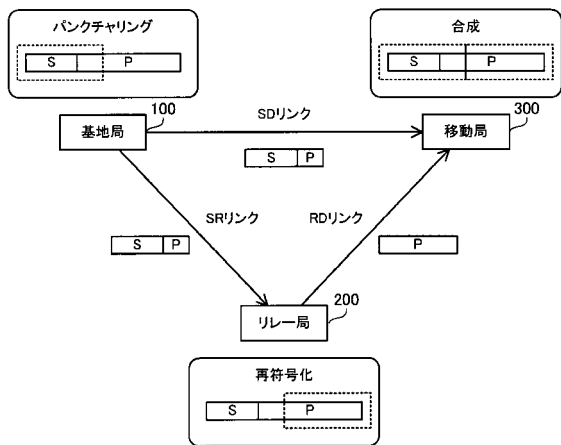 パンクチャリング
S P
合成
S P
100
基地局
SDリンク
300
移動局
S P
SRリンク
RDリンク
S P
P
200
リレー局
再符号化
S P